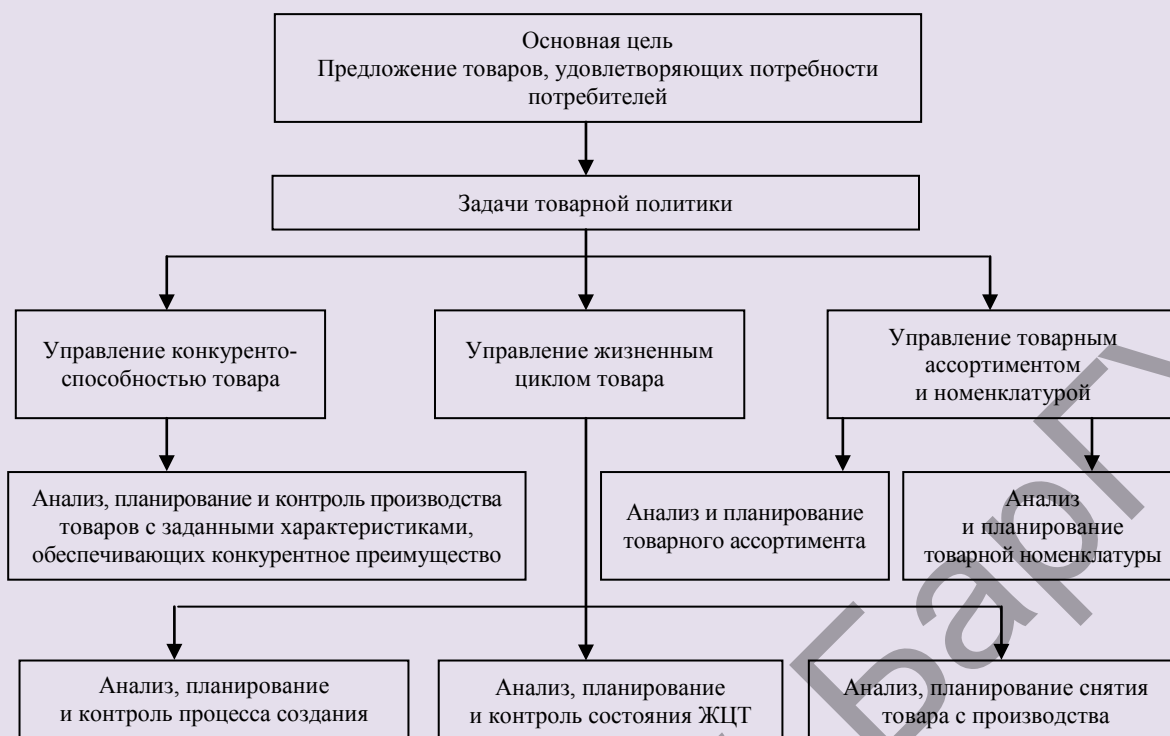 Основная цель
Предложение товаров, удовлетворяющих потребности
потребителей
Задачи товарной политики
Управление конкуренто-
способностью товара
Управление жизненным
циклом товара
Управление товарным
ассортиментом
и номенклатурой
Анализ, планирование и контроль производства
товаров с заданными характеристиками,
обеспечивающих конкурентное преимущество
Анализ и планирование
товарного ассортимента
Анализ
и планирование
товарной номенклатуры
Анализ, планирование
и контроль процесса создания
Анализ, планирование
и контроль состояния ЖЦТ
Анализ, планирование снятия
товара с производства
БарГУ